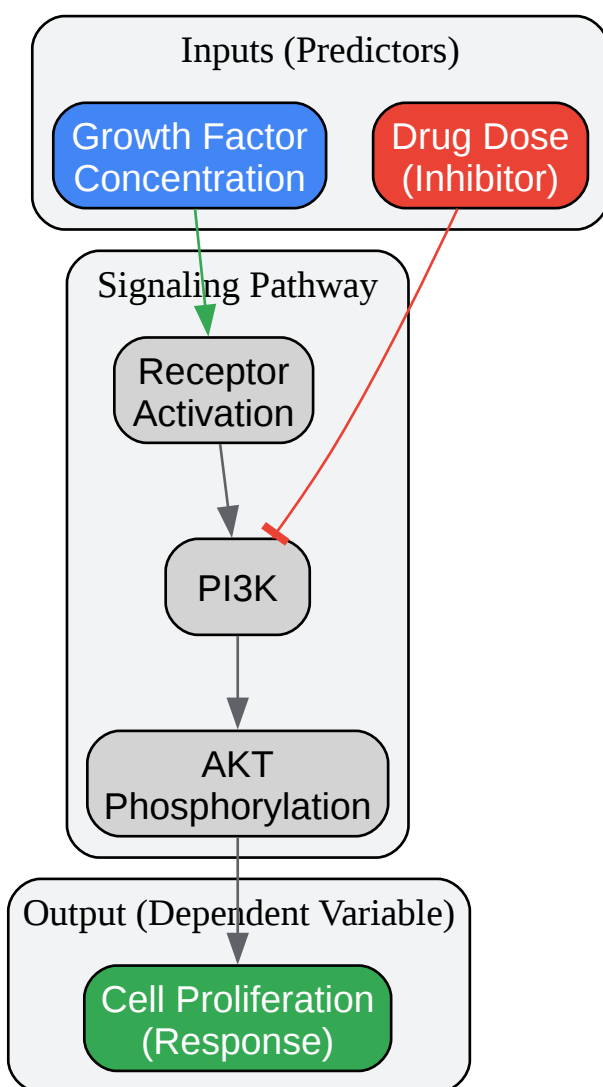 Inputs (Predictors)
Growth Factor
Concentration
Drug Dose
(Inhibitor)
Signaling Pathway
Receptor
Activation
PI3K
AKT
Phosphorylation
Output (Dependent Variable)
Cell Proliferation
(Response)